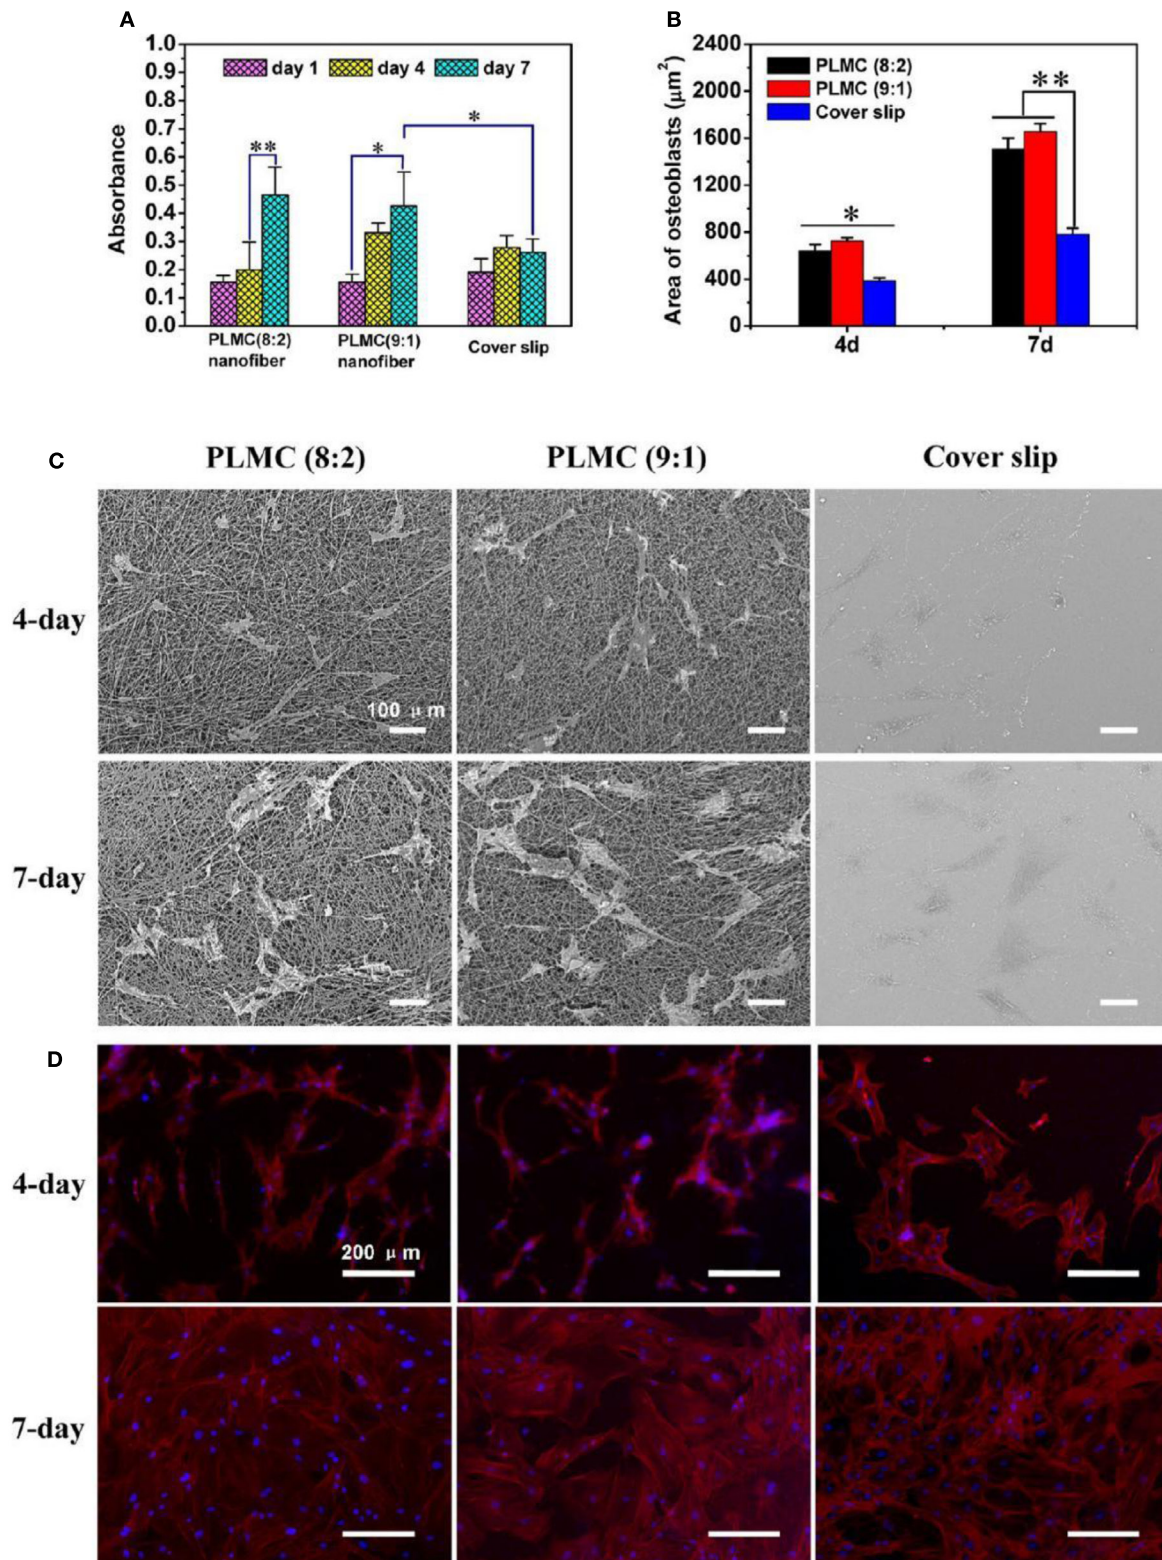 A
Absorbance
1.0
0.9
0.8
0.7
0.6
0.5
0.4
0.3
0.2
0.1
0.0
day 1 day 4 day 7
**
*
*
PLMC(8:2)
nanofiber
PLMC(9:1)
nanofiber
Cover slip
B
Area of osteoblasts (μm²)
2400
2000
1600
1200
800
400
0
PLMC (8:2)
PLMC (9:1)
Cover slip
*
**
4d 7d
C
PLMC (8:2) PLMC (9:1) Cover slip
4-day
100 μm
7-day
D
4-day
200 μm
7-day